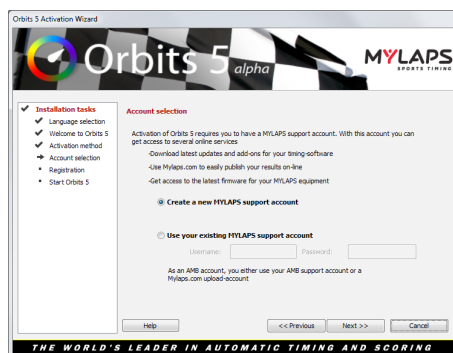 Orbits 5 Activation Wizard
Orbits 5 alpha
MYLAPS
SPORTS TIMING
Installation tasks
Language selection
Welcome to Orbits 5
Activation method
Account selection
Registration
Start Orbits 5
Account selection
Activation of Orbits 5 requires you to have a MYLAPS support account. With this account you can
get access to several online services
-Download latest updates and add-ons for your timing-software
-Use Mylaps.com to easily publish your results on-line
-Get access to the latest firmware for your MYLAPS equipment
Create a new MYLAPS support account
Use your existing MYLAPS support account
Username:
Password:
As an AMB account, you either use your AMB support account or a
Mylaps.com upload-account
Help
<< Previous
Next >>
Cancel
THE WORLD'S LEADER IN AUTOMATIC TIMING AND SCORING